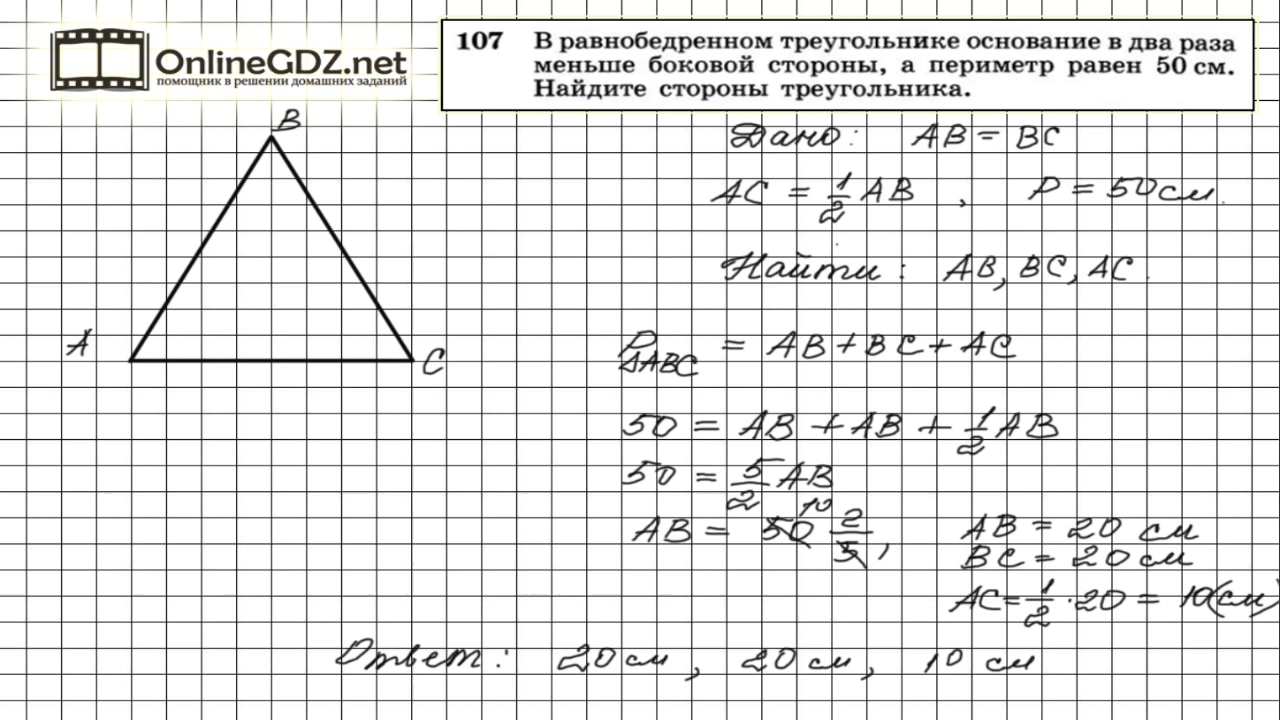 OnlineGDZ.net
помощник в решении домашних заданий
107 В равнобедренном треугольнике основание в два раза
меньше боковой стороны, а периметр равен 50 см.
Найдите стороны треугольника.
B
A
C
Дано: AB = BC
AC = 1/2 AB , P = 50 см.
Найти: AB, BC, AC.
P△ABC = AB + BC + AC
50 = AB + AB + 1/2 AB
50 = 5/2 AB
10
AB = 50 2/5 ,
AB = 20 см
BC = 20 см
AC = 1/2 · 20 = 10(см)
Ответ: 20 см, 20 см, 10 см